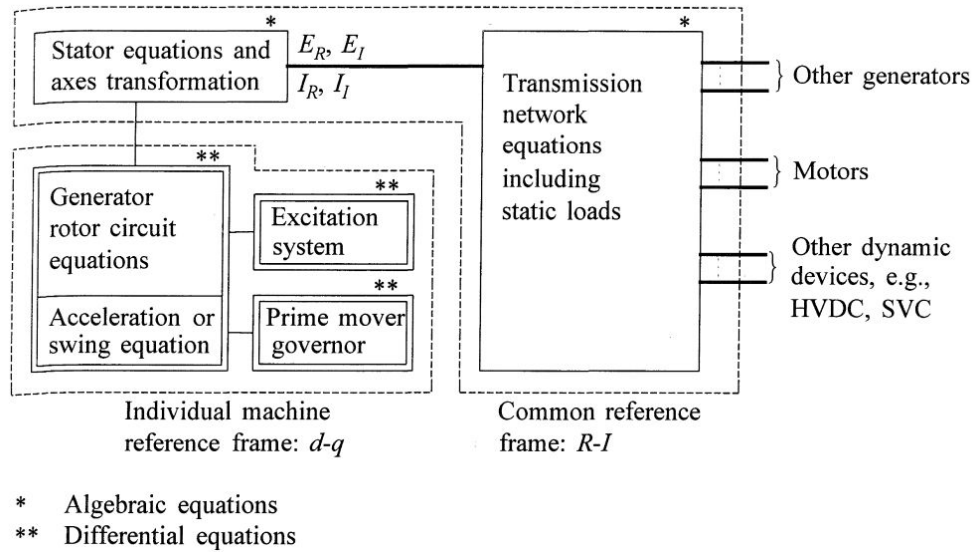 *
Stator equations and
axes transformation
E_R, E_I
I_R, I_I
*
Transmission
network
equations
including
static loads
Other generators
Motors
Other dynamic
devices, e.g.,
HVDC, SVC
**
Generator
rotor circuit
equations
Acceleration or
swing equation
**
Excitation
system
**
Prime mover
governor
Individual machine
reference frame: d-q
Common reference
frame: R-I
* Algebraic equations
** Differential equations